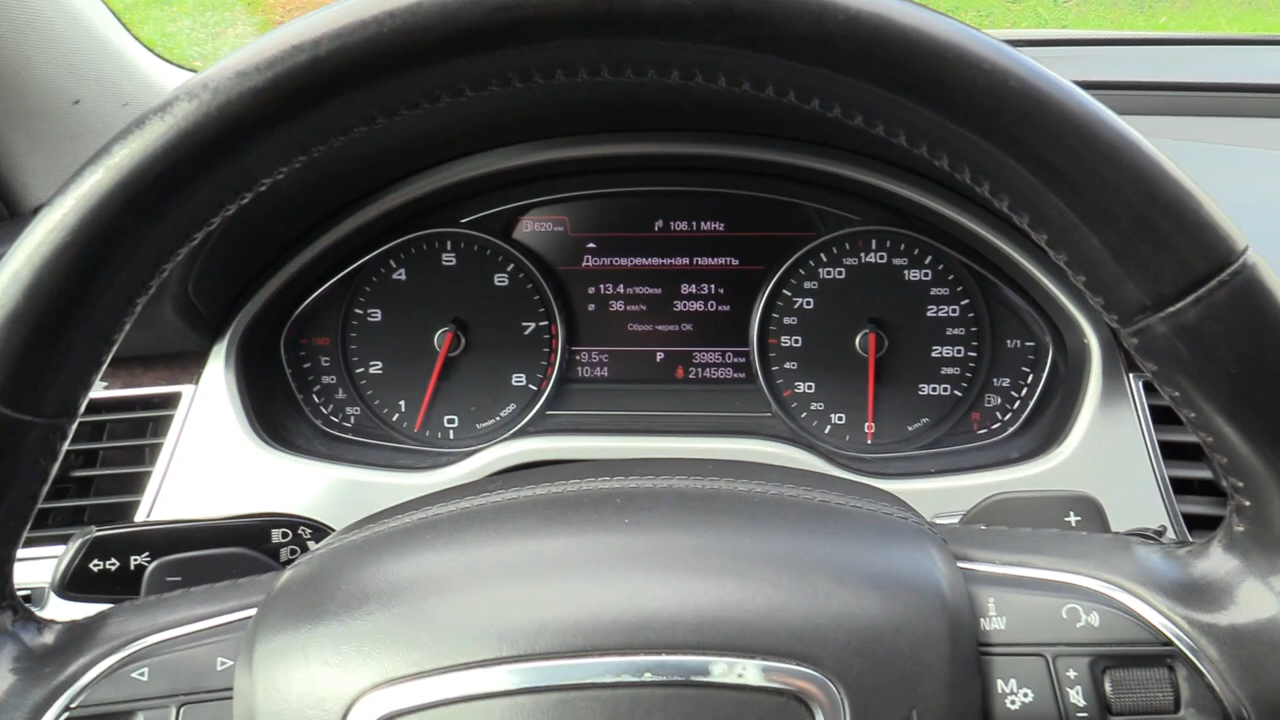 620 км
106.1 MHz
Долговременная память
ø 13.4 л/100км 84:31 ч
ø 36 км/ч 3096.0 км
Сброс через ОК
+9.5°C P 3985.0 км
10:44 214569 км
0 1 2 3 4 5 6 7 8
1/min x 1000
130
°C
90
50
0 10 20 30 40 50 60 70 80 100 120 140 160 180 200 220 240 260 280 300
km/h
1/1
1/2
R
P
−
+
i
NAV
M
+
−